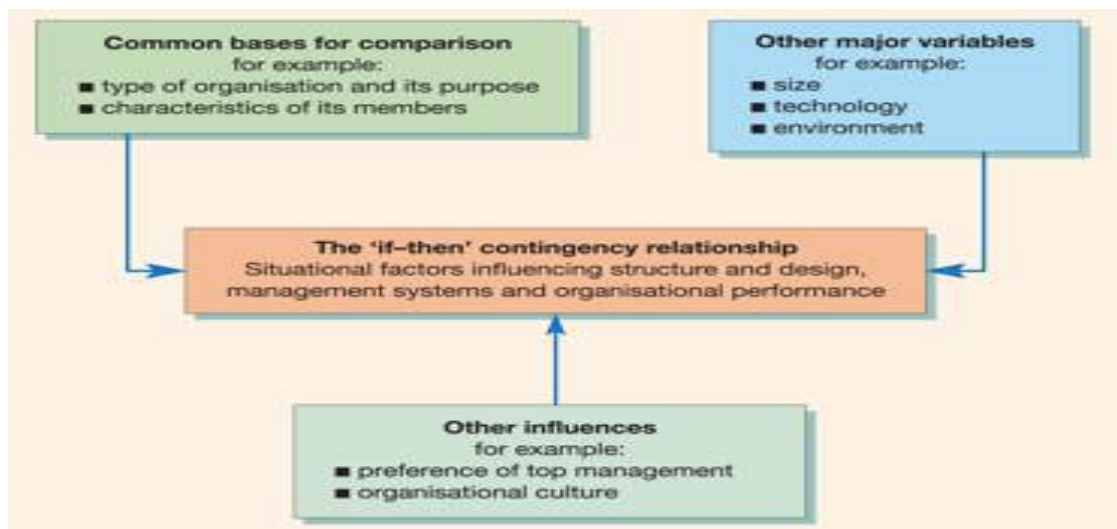 Common bases for comparison
for example:
■ type of organisation and its purpose
■ characteristics of its members
Other major variables
for example:
■ size
■ technology
■ environment
The ‘if–then’ contingency relationship
Situational factors influencing structure and design,
management systems and organisational performance
Other influences
for example:
■ preference of top management
■ organisational culture